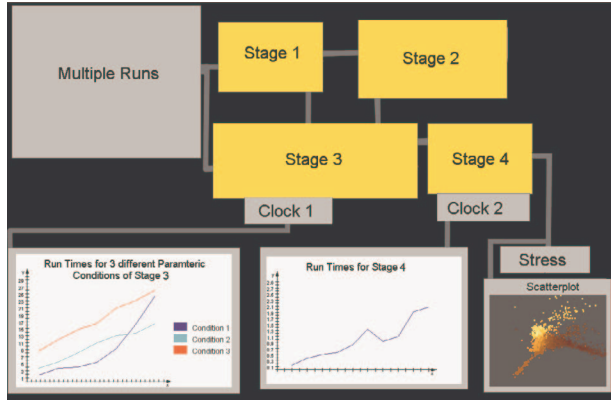 Multiple Runs
Stage 1
Stage 2
Stage 3
Stage 4
Clock 1
Clock 2
Run Times for 3 different Paramteric
Conditions of Stage 3
Condition 1
Condition 2
Condition 3
Run Times for Stage 4
Stress
Scatterplot